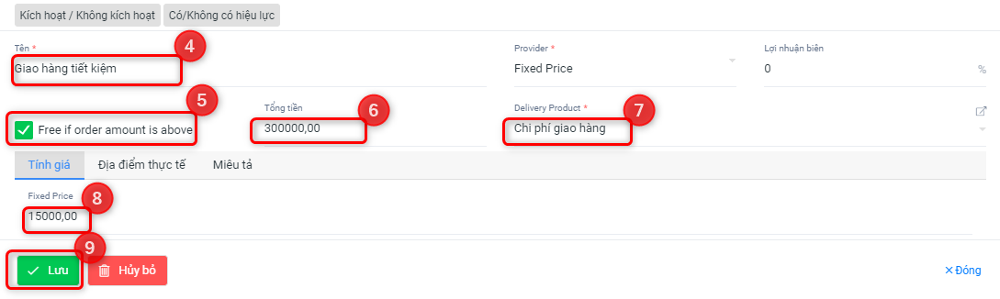 Kích hoạt / Không kích hoạt Có/Không có hiệu lực
4
Tên * Provider * Lợi nhuận biên
Giao hàng tiết kiệm Fixed Price 0 %
5 6 7
Tổng tiền Delivery Product *
Free if order amount is above 300000,00 Chi phí giao hàng
Tính giá Địa điểm thực tế Miêu tả
Fixed Price 8
15000,00
9
Lưu Hủy bỏ ×Đóng